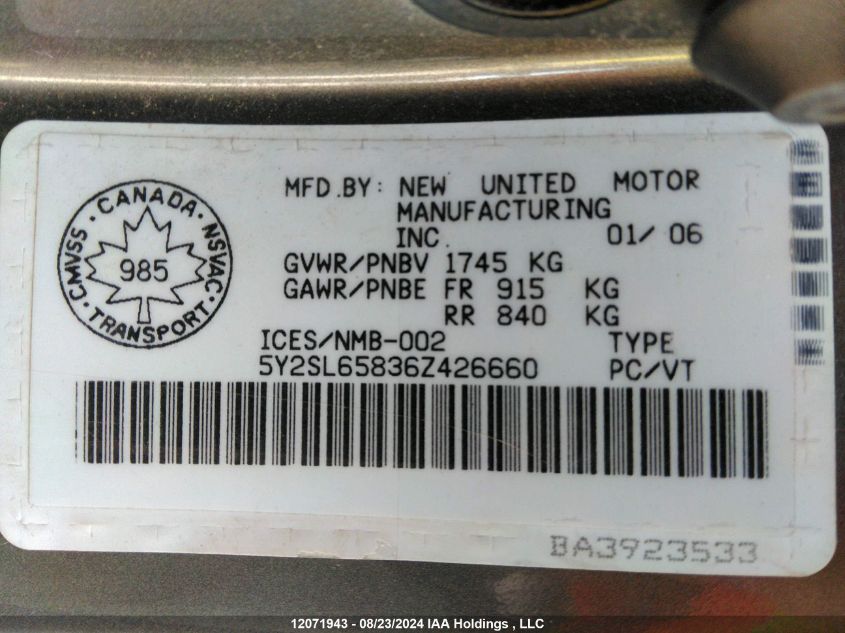 MFD.BY: NEW UNITED MOTOR
MANUFACTURING
INC. 01/ 06
GVWR/PNBV 1745 KG
GAWR/PNBE FR 915 KG
RR 840 KG
CANADA · NSVAC · TRANSPORT · CMVSS ·
985
ICES/NMB-002 TYPE
5Y2SL65836Z426660 PC/VT
BA3923533
12071943 - 08/23/2024 IAA Holdings , LLC